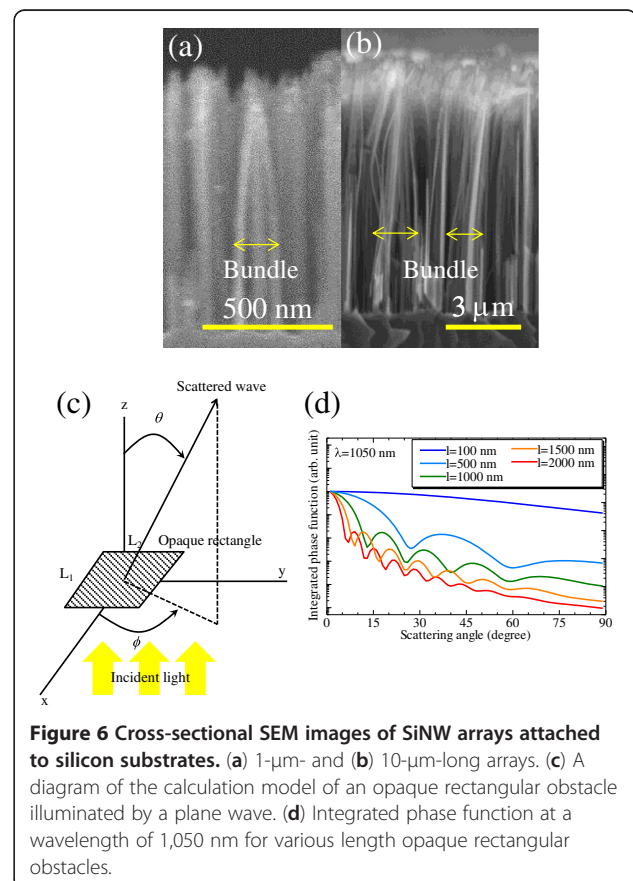 (a)
(b)
Bundle
500 nm
Bundle
3 μm
(c)
Scattered wave
z
θ
L₂
Opaque rectangle
L₁
y
ϕ
Incident light
x
(d)
Integrated phase function (arb. unit)
λ=1050 nm
l=100 nm
l=1500 nm
l=500 nm
l=2000 nm
l=1000 nm
0 15 30 45 60 75 90
Scattering angle (degree)
Figure 6 Cross-sectional SEM images of SiNW arrays attached
to silicon substrates. (a) 1-μm- and (b) 10-μm-long arrays. (c) A
diagram of the calculation model of an opaque rectangular obstacle
illuminated by a plane wave. (d) Integrated phase function at a
wavelength of 1,050 nm for various length opaque rectangular
obstacles.